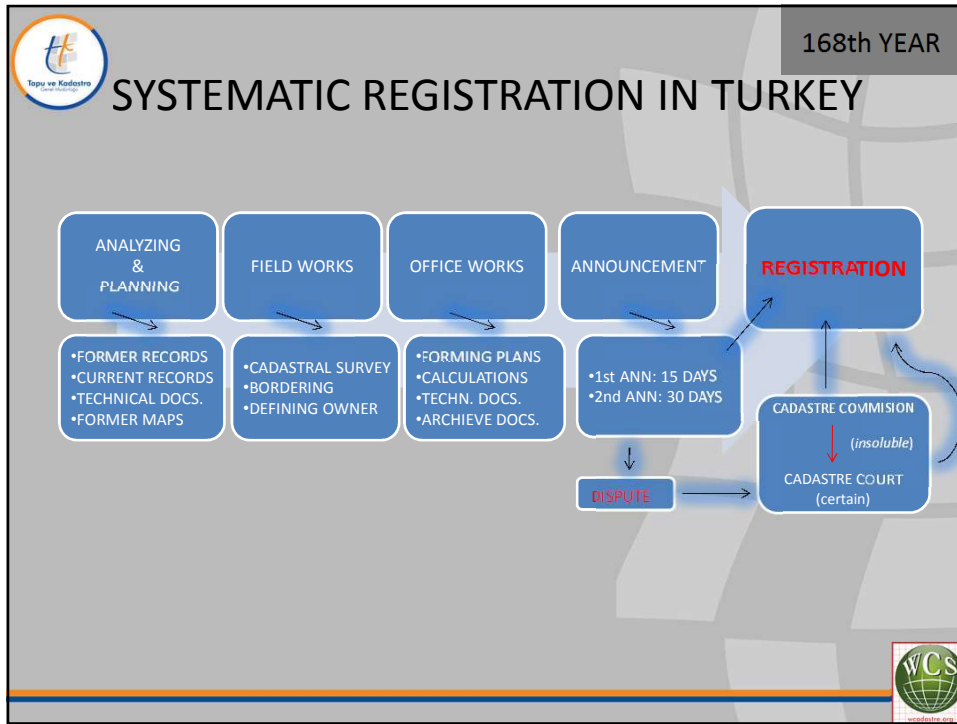 168th YEAR
Tapu ve Kadastro
Genel Müdürlüğü
SYSTEMATIC REGISTRATION IN TURKEY
ANALYZING
&
PLANNING
FIELD WORKS
OFFICE WORKS
ANNOUNCEMENT
REGISTRATION
•FORMER RECORDS
•CURRENT RECORDS
•TECHNICAL DOCS.
•FORMER MAPS
•CADASTRAL SURVEY
•BORDERING
•DEFINING OWNER
•FORMING PLANS
•CALCULATIONS
•TECHN. DOCS.
•ARCHIEVE DOCS.
•1st ANN: 15 DAYS
•2nd ANN: 30 DAYS
DISPUTE
CADASTRE COMMISION
(insoluble)
CADASTRE COURT
(certain)
WCS
wcadastre.org